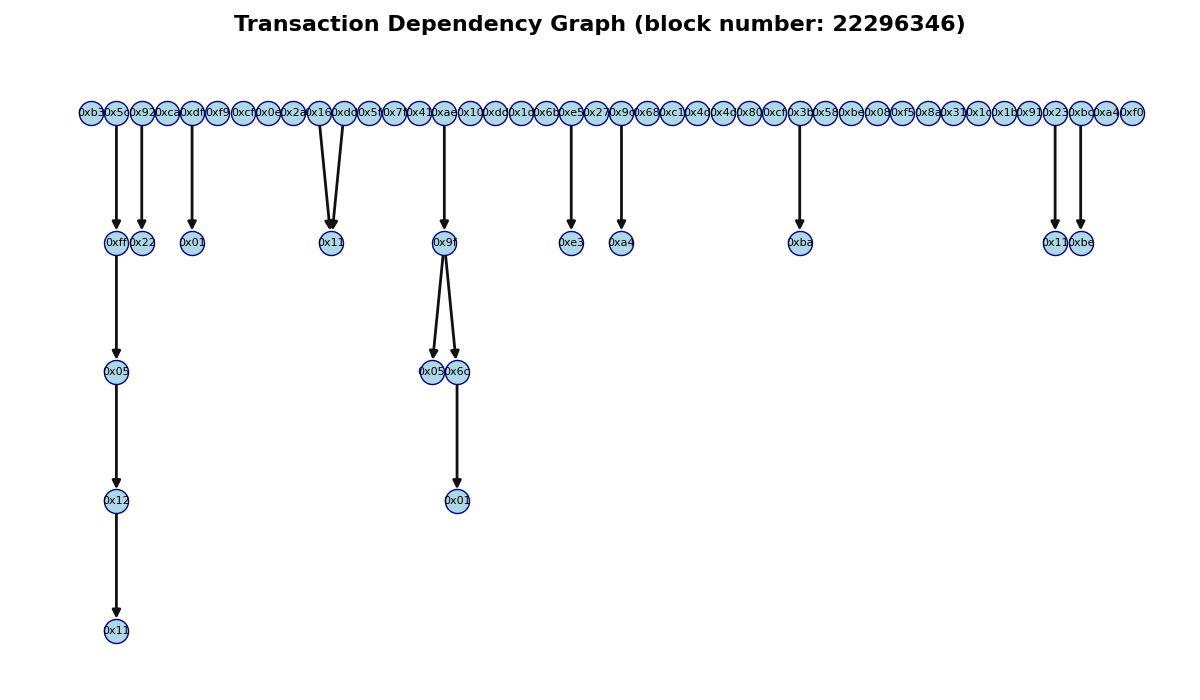 Transaction Dependency Graph (block number: 22296346)
0xb3 0x5c 0x92 0xca 0xdf 0xf9 0xcf 0x0e 0x2a 0x16 0xdd 0x5f 0x7f 0x41 0xae 0x10 0xdd 0x1d 0x6b 0xe5 0x27 0x9c 0x68 0xc1 0x4d 0x4c 0x80 0xcf 0x3b 0x58 0xbe 0x08 0xf5 0x8a 0x31 0x1c 0x1b 0x91 0x23 0xbc 0xa4 0xf0
0xff 0x22 0x01 0x11 0x9f 0xe3 0xa4 0xba 0x11 0xbe
0x05 0x05 0x6c
0x12 0x01
0x11